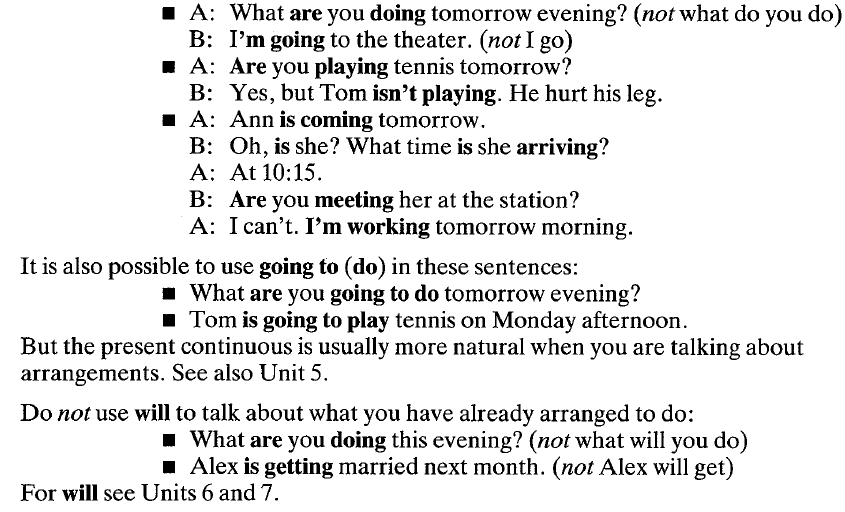 ■ A: What are you doing tomorrow evening? (not what do you do)
B: I'm going to the theater. (not I go)
■ A: Are you playing tennis tomorrow?
B: Yes, but Tom isn't playing. He hurt his leg.
■ A: Ann is coming tomorrow.
B: Oh, is she? What time is she arriving?
A: At 10:15.
B: Are you meeting her at the station?
A: I can't. I'm working tomorrow morning.
It is also possible to use going to (do) in these sentences:
■ What are you going to do tomorrow evening?
■ Tom is going to play tennis on Monday afternoon.
But the present continuous is usually more natural when you are talking about
arrangements. See also Unit 5.
Do not use will to talk about what you have already arranged to do:
■ What are you doing this evening? (not what will you do)
■ Alex is getting married next month. (not Alex will get)
For will see Units 6 and 7.